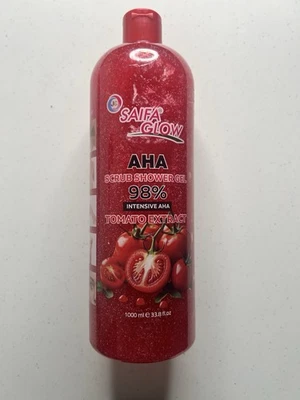 SAIFA
GLOW
AHA
SCRUB SHOWER GEL
98%
INTENSIVE AHA
TOMATO EXTRACT
1000 ml ℮ 33.8 fl oz